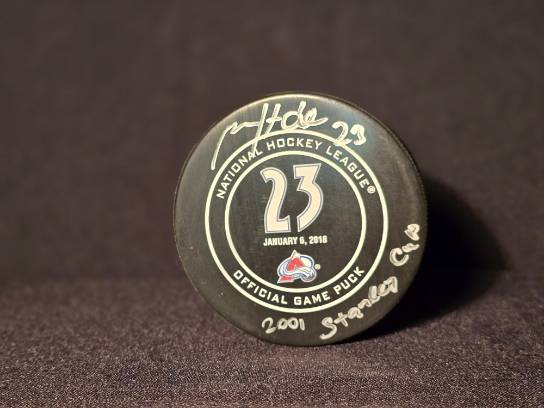 23
NATIONAL HOCKEY LEAGUE®
23
JANUARY 6, 2018
OFFICIAL GAME PUCK
2001 Stanley Cup